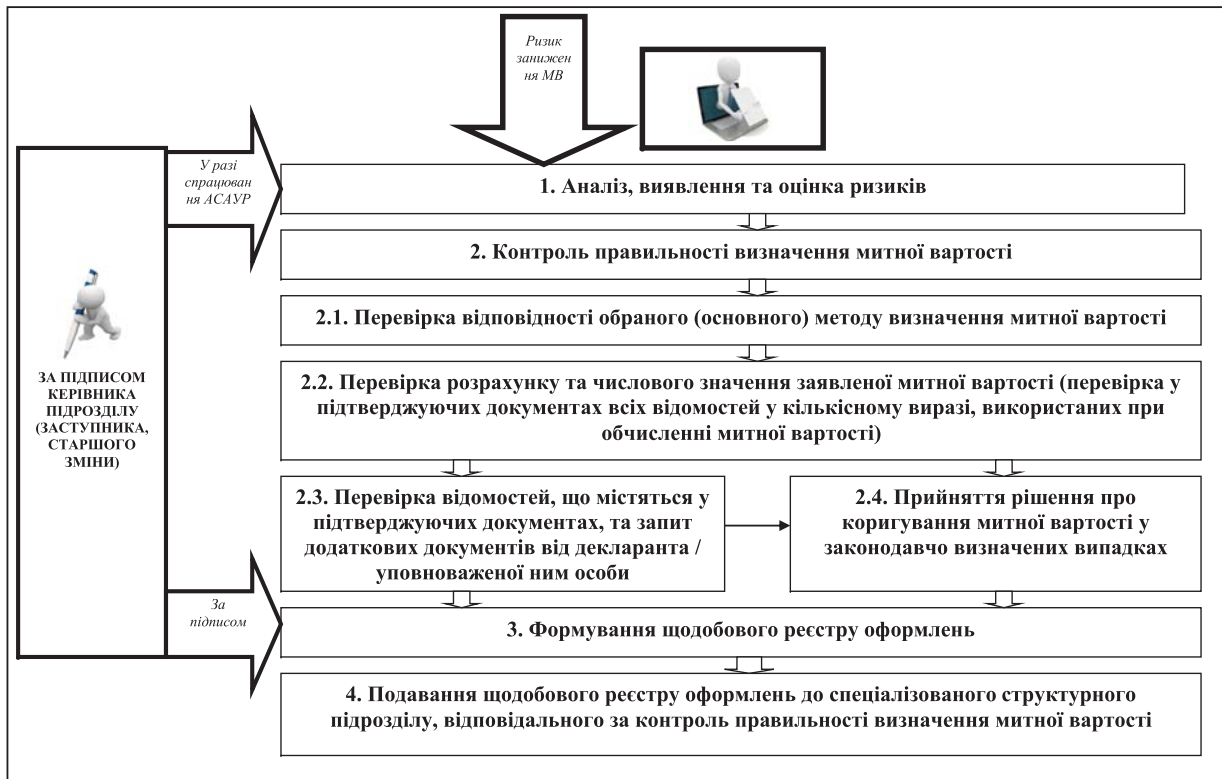 Ризик
занижен
ня МВ
У разі
спрацюван
ня АСАУР
1. Аналіз, виявлення та оцінка ризиків
2. Контроль правильності визначення митної вартості
2.1. Перевірка відповідності обраного (основного) методу визначення митної вартості
2.2. Перевірка розрахунку та числового значення заявленої митної вартості (перевірка у
підтверджуючих документах всіх відомостей у кількісному виразі, використаних при
обчисленні митної вартості)
ЗА ПІДПИСОМ
КЕРІВНИКА
ПІДРОЗДІЛУ
(ЗАСТУПНИКА,
СТАРШОГО
ЗМІНИ)
2.3. Перевірка відомостей, що містяться у
підтверджуючих документах, та запит
додаткових документів від декларанта /
уповноваженої ним особи
2.4. Прийняття рішення про
коригування митної вартості у
законодавчо визначених випадках
За
підписом
3. Формування щодобового реєстру оформлень
4. Подавання щодобового реєстру оформлень до спеціалізованого структурного
підрозділу, відповідального за контроль правильності визначення митної вартості